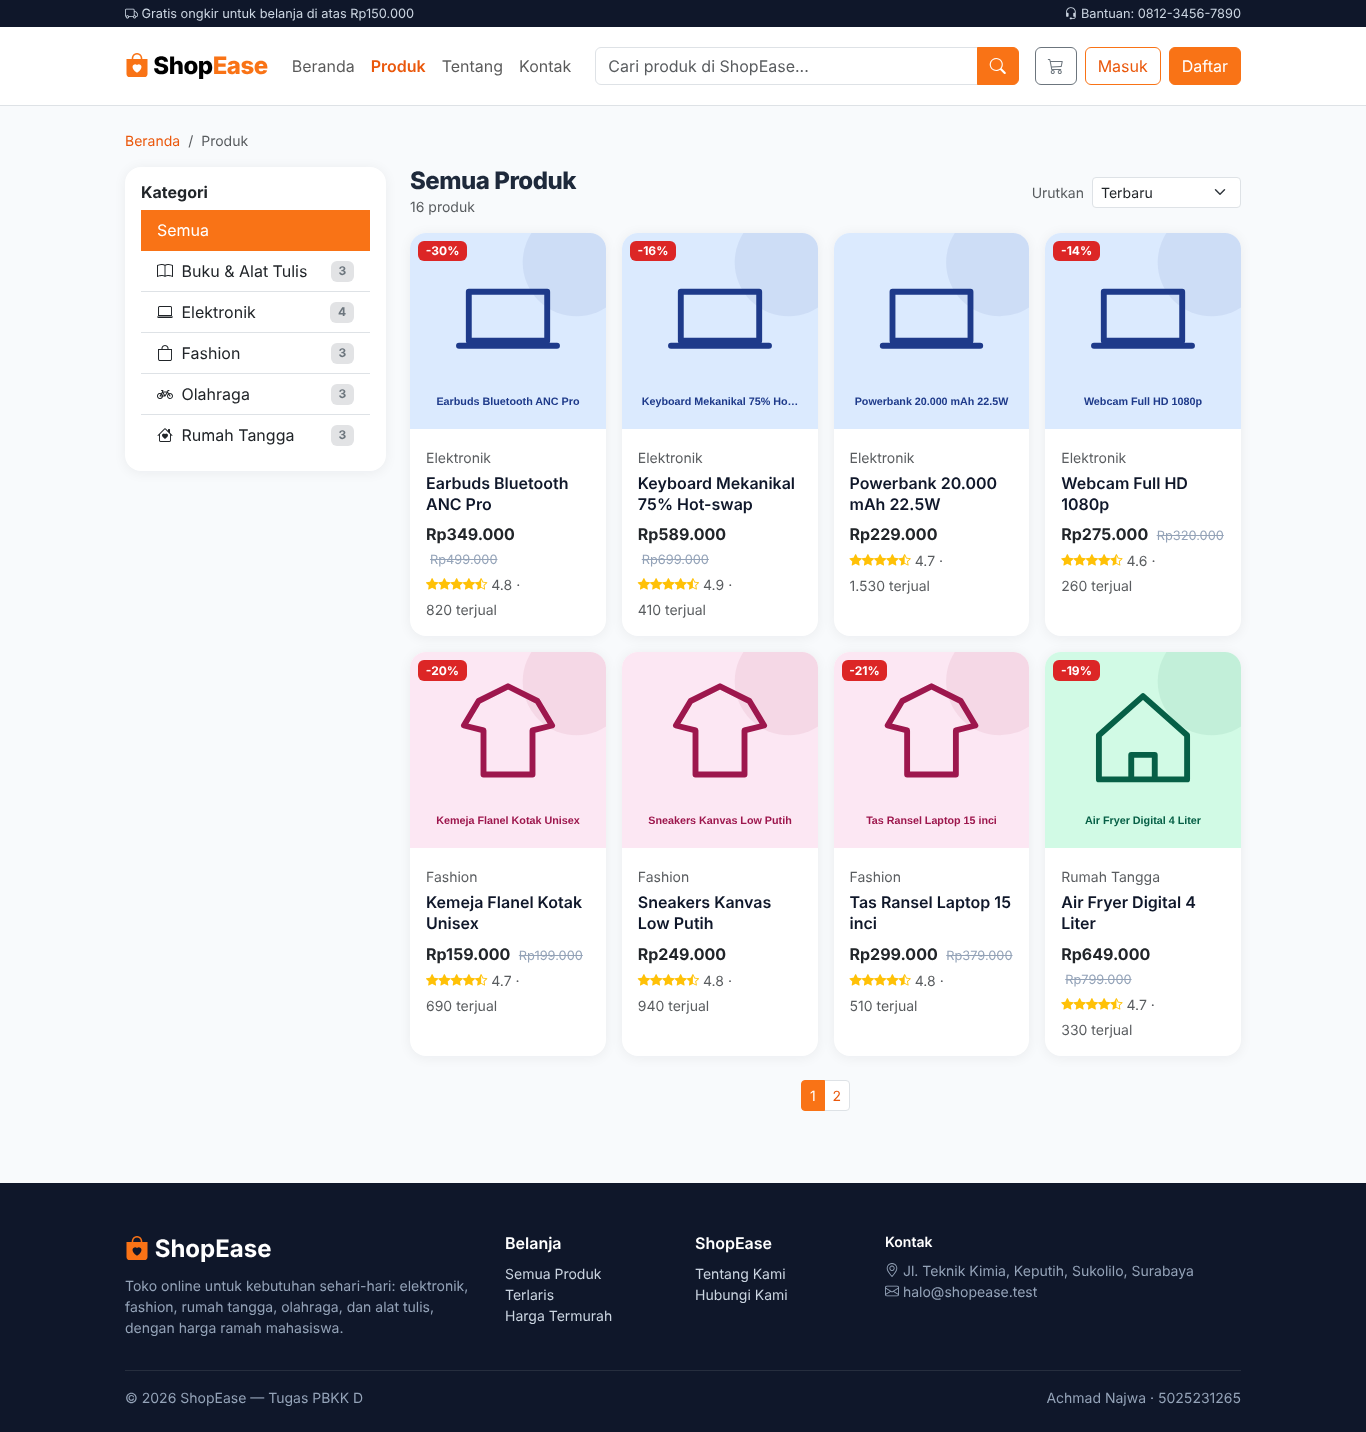 Gratis ongkir untuk belanja di atas Rp150.000
Bantuan: 0812-3456-7890
ShopEase
Beranda
Produk
Tentang
Kontak
Cari produk di ShopEase...
Masuk
Daftar
Beranda / Produk
Kategori
Semua
Buku & Alat Tulis 3
Elektronik 4
Fashion 3
Olahraga 3
Rumah Tangga 3
Semua Produk
16 produk
Urutkan
Terbaru
-30%
Earbuds Bluetooth ANC Pro
Elektronik
Earbuds Bluetooth
ANC Pro
Rp349.000
Rp499.000
4.8 ·
820 terjual
-16%
Keyboard Mekanikal 75% Ho...
Elektronik
Keyboard Mekanikal
75% Hot-swap
Rp589.000
Rp699.000
4.9 ·
410 terjual
Powerbank 20.000 mAh 22.5W
Elektronik
Powerbank 20.000
mAh 22.5W
Rp229.000
4.7 ·
1.530 terjual
-14%
Webcam Full HD 1080p
Elektronik
Webcam Full HD
1080p
Rp275.000 Rp320.000
4.6 ·
260 terjual
-20%
Kemeja Flanel Kotak Unisex
Fashion
Kemeja Flanel Kotak
Unisex
Rp159.000 Rp199.000
4.7 ·
690 terjual
Sneakers Kanvas Low Putih
Fashion
Sneakers Kanvas
Low Putih
Rp249.000
4.8 ·
940 terjual
-21%
Tas Ransel Laptop 15 inci
Fashion
Tas Ransel Laptop 15
inci
Rp299.000 Rp379.000
4.8 ·
510 terjual
-19%
Air Fryer Digital 4 Liter
Rumah Tangga
Air Fryer Digital 4
Liter
Rp649.000
Rp799.000
4.7 ·
330 terjual
1 2
ShopEase
Toko online untuk kebutuhan sehari-hari: elektronik,
fashion, rumah tangga, olahraga, dan alat tulis,
dengan harga ramah mahasiswa.
Belanja
Semua Produk
Terlaris
Harga Termurah
ShopEase
Tentang Kami
Hubungi Kami
Kontak
Jl. Teknik Kimia, Keputih, Sukolilo, Surabaya
halo@shopease.test
© 2026 ShopEase — Tugas PBKK D
Achmad Najwa · 5025231265